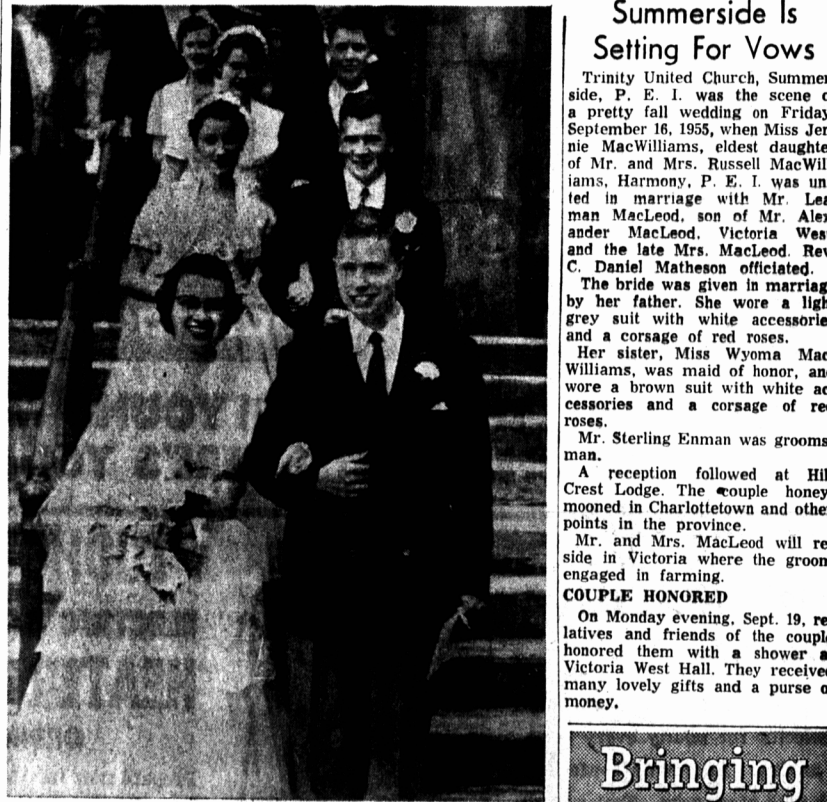 Summerside Is
Setting For Vows
Trinity United Church, Summer
side, P. E. I. was the scene
a pretty fall wedding on Friday
September 16, 1955, when Miss Jen
nie MacWilliams, eldest daughte
of Mr. and Mrs. Russell MacWil
iams, Harmony, P. E. I. was un
ted in marriage with Mr. Lea
man MacLeod, son of Mr. Alex
ander MacLeod, Victoria Wes
and the late Mrs. MacLeod. Rev
C. Daniel Matheson officiated.
The bride was given in marriag
by her father. She wore a ligh
grey suit with white accessorie
and a corsage of red roses.
Her sister, Miss Wyoma Mac
Williams, was maid of honor, an
wore a brown suit with white ac
cessories and a corsage of re
roses.
Mr. Sterling Enman was grooms
man.
A reception followed at Hil
Crest Lodge. The couple honey
mooned in Charlottetown and othe
points in the province.
Mr. and Mrs. MacLeod will re
side in Victoria where the groom
engaged in farming.
COUPLE HONORED
On Monday evening, Sept. 19, re
latives and friends of the coupl
honored them with a shower a
Victoria West Hall. They receive
many lovely gifts and a purse o
money.
Bringing